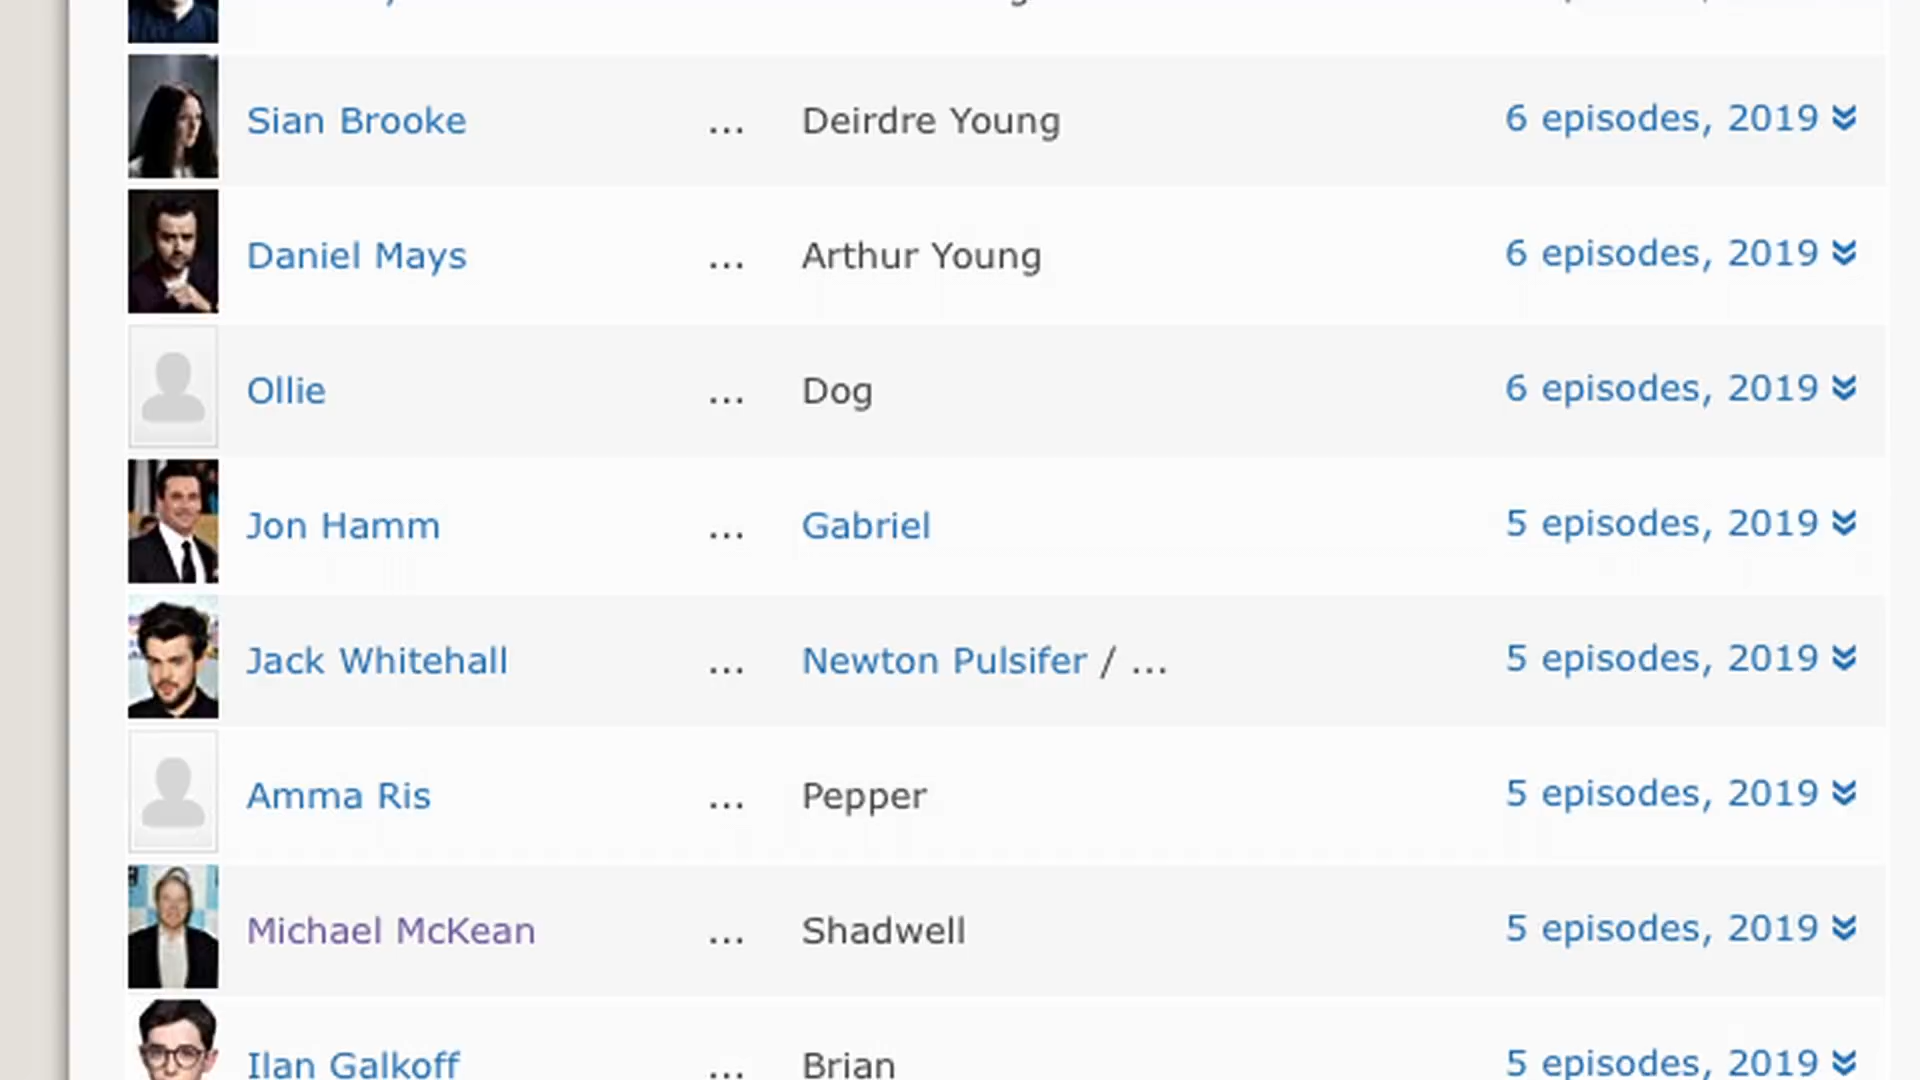 Sian Brooke ... Deirdre Young 6 episodes, 2019
Daniel Mays ... Arthur Young 6 episodes, 2019
Ollie ... Dog 6 episodes, 2019
Jon Hamm ... Gabriel 5 episodes, 2019
Jack Whitehall ... Newton Pulsifer / ... 5 episodes, 2019
Amma Ris ... Pepper 5 episodes, 2019
Michael McKean ... Shadwell 5 episodes, 2019
Ilan Galkoff ... Brian 5 episodes, 2019